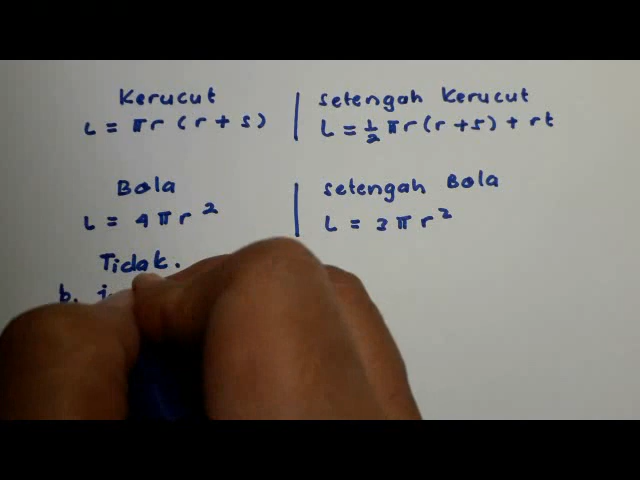 Kerucut | setengah Kerucut
L = πr (r + s) | L = 1/2 πr (r + s) + rt
Bola | setengah Bola
L = 4πr² | L = 3πr²
Tidak.
b.